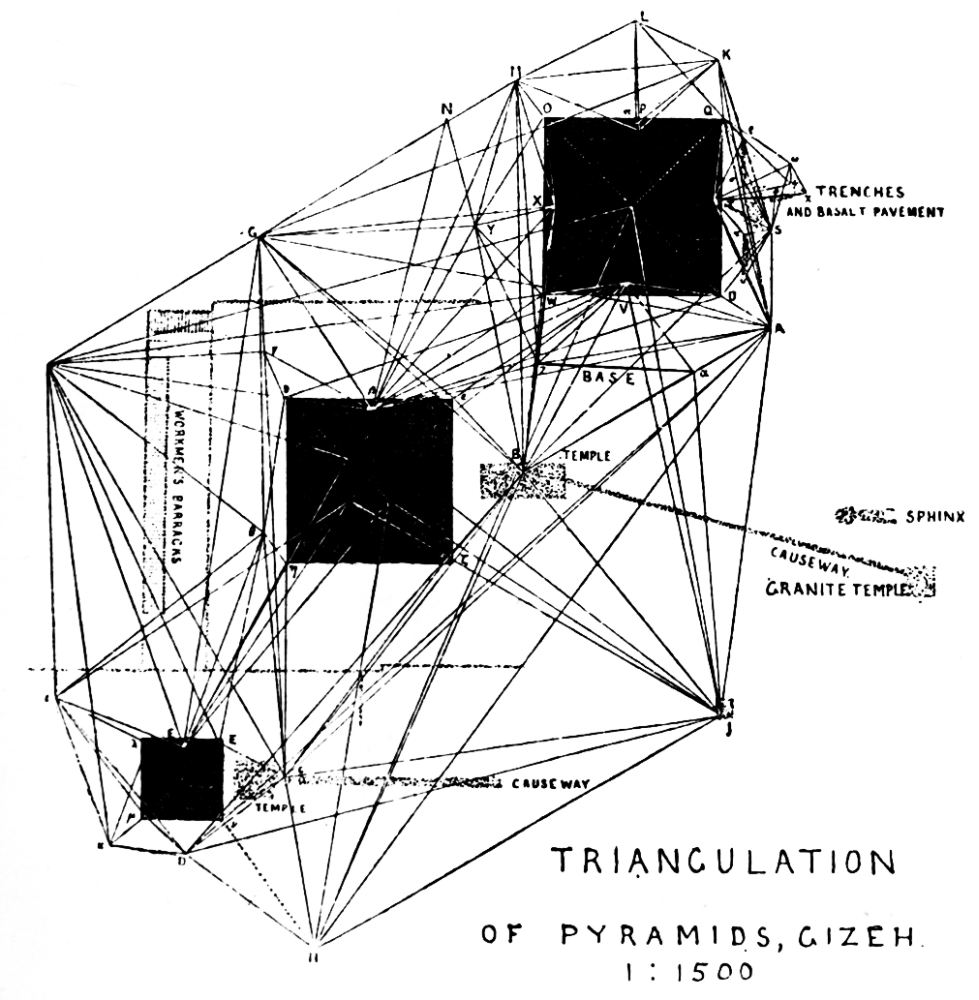 L
K
M
N
O
P
Q
TRENCHES
AND BASALT PAVEMENT
X
Y
S
G
W
V
D
A
BASE
a
B
TEMPLE
WORKMEN'S BARRACKS
SPHINX
CAUSEWAY
GRANITE TEMPLE
J
E
CAUSEWAY
TEMPLE
D
H
TRIANGULATION
OF PYRAMIDS, GIZEH.
1:1500